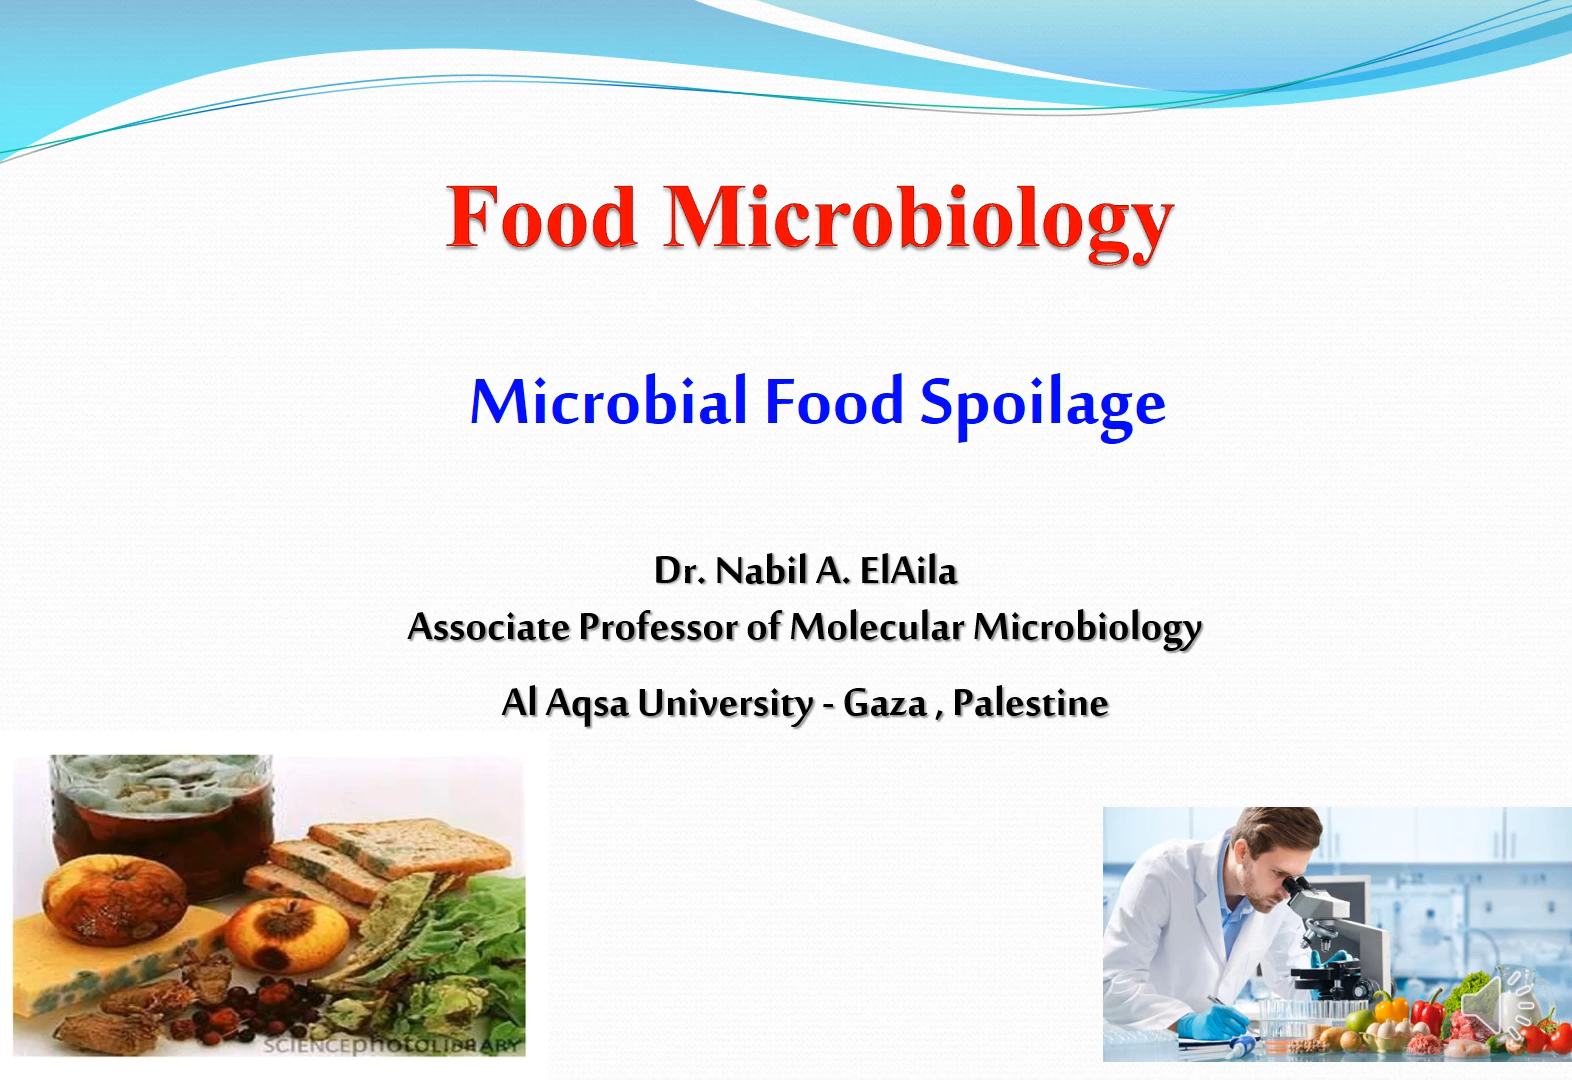 Food Microbiology
Microbial Food Spoilage
Dr. Nabil A. ElAila
Associate Professor of Molecular Microbiology
Al Aqsa University - Gaza , Palestine
SCIENCEphotoLIBRARY